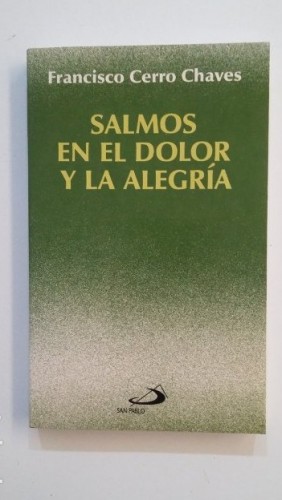 Francisco Cerro Chaves
SALMOS
EN EL DOLOR
Y LA ALEGRÍA
SAN PABLO